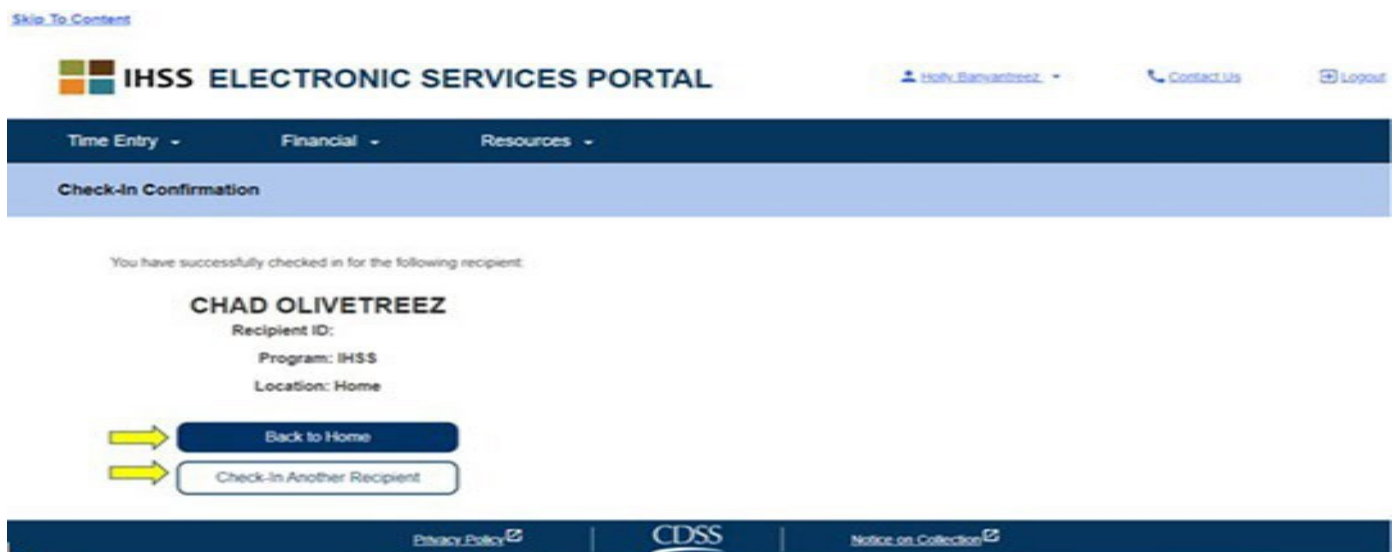 Skip To Content
IHSS ELECTRONIC SERVICES PORTAL
Holly Banyantreez
Contact Us
Logout
Time Entry
Financial
Resources
Check-In Confirmation
You have successfully checked in for the following recipient:
CHAD OLIVETREEZ
Recipient ID:
Program: IHSS
Location: Home
Back to Home
Check-In Another Recipient
Privacy Policy
CDSS
Notice on Collection